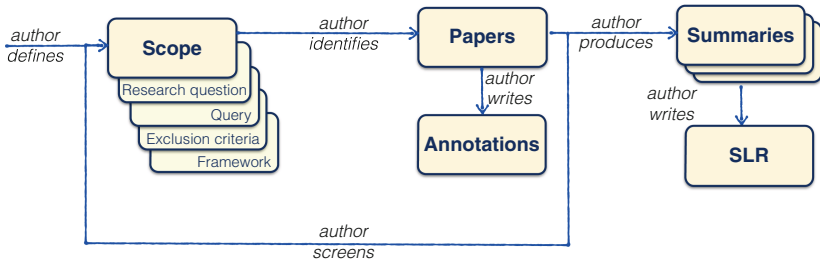 author
defines
Scope
Research question
Query
Exclusion criteria
Framework
author
identifies
Papers
author
writes
Annotations
author
produces
Summaries
author
writes
SLR
author
screens